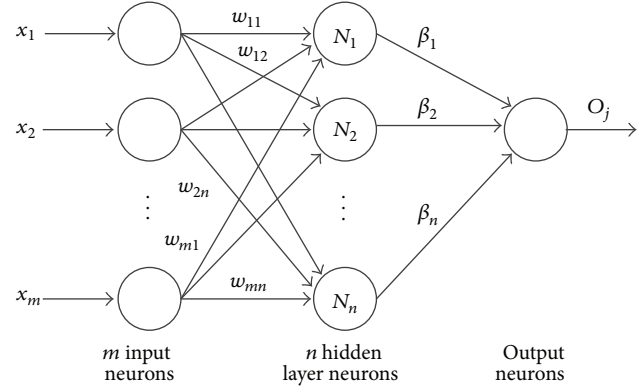 x₁ w₁₁ N₁ β₁
w₁₂
x₂ N₂ β₂ Oⱼ
w₂ₙ
⋮ ⋮ βₙ
wₘ₁
xₘ wₘₙ Nₙ
m input n hidden Output
neurons layer neurons neurons